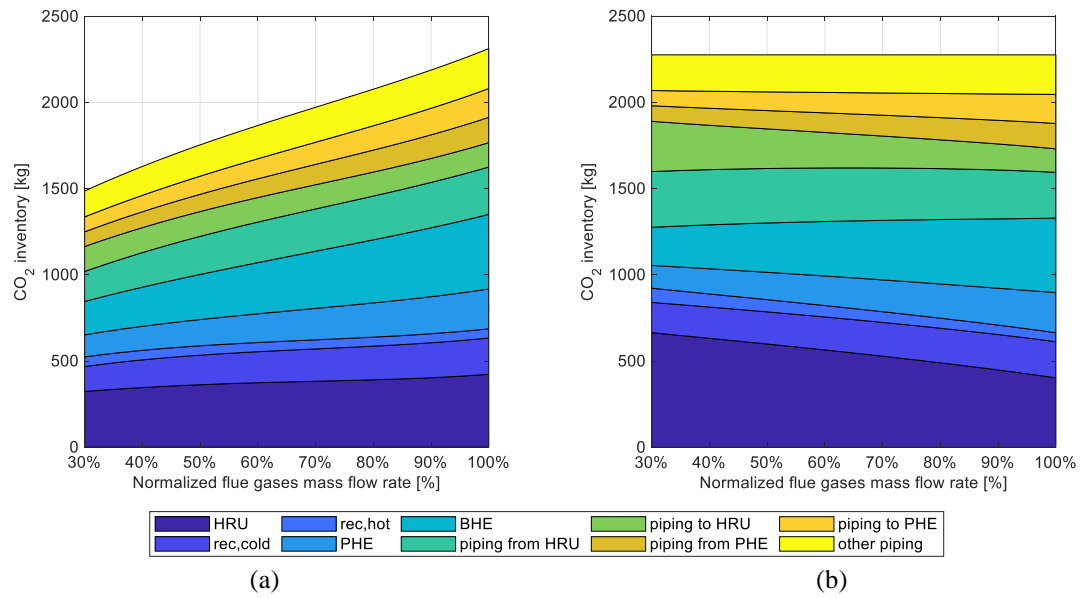 2500
2000
1500
1000
500
0
CO2 inventory [kg]
30% 40% 50% 60% 70% 80% 90% 100%
Normalized flue gases mass flow rate [%]
2500
2000
1500
1000
500
0
CO2 inventory [kg]
30% 40% 50% 60% 70% 80% 90% 100%
Normalized flue gases mass flow rate [%]
HRU rec,hot BHE piping to HRU piping to PHE
rec,cold PHE piping from HRU piping from PHE other piping
(a) (b)